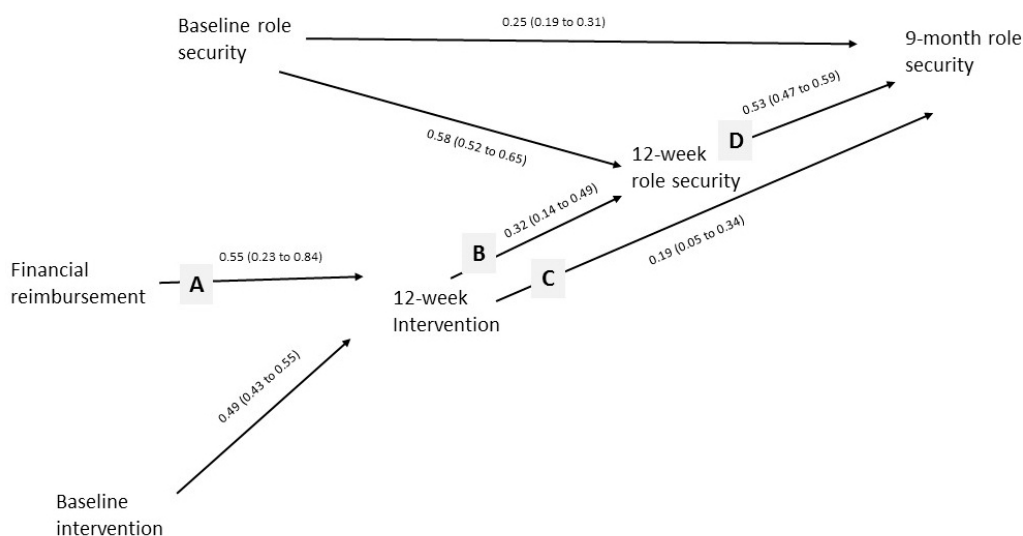 Baseline role
security
0.25 (0.19 to 0.31)
9-month role
security
0.58 (0.52 to 0.65)
0.53 (0.47 to 0.59)
D
12-week
role security
0.32 (0.14 to 0.49)
B
0.19 (0.05 to 0.34)
C
Financial
reimbursement
A
0.55 (0.23 to 0.84)
12-week
Intervention
0.49 (0.43 to 0.55)
Baseline
intervention